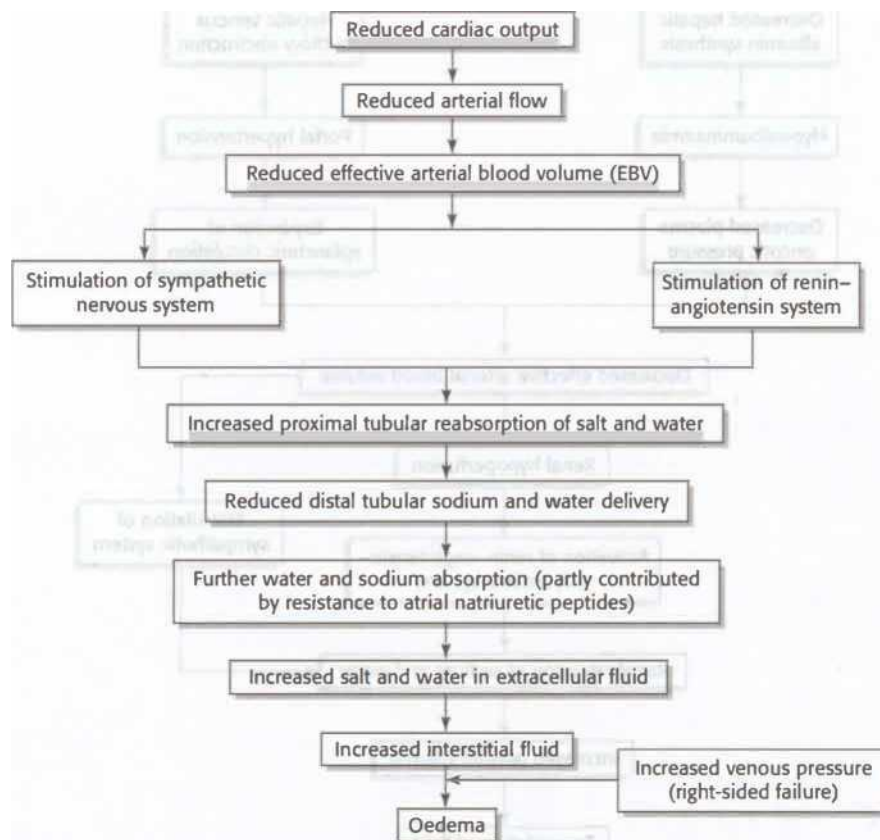 Reduced cardiac output
Reduced arterial flow
Reduced effective arterial blood volume (EBV)
Stimulation of sympathetic
nervous system
Stimulation of renin–
angiotensin system
Increased proximal tubular reabsorption of salt and water
Reduced distal tubular sodium and water delivery
Further water and sodium absorption (partly contributed
by resistance to atrial natriuretic peptides)
Increased salt and water in extracellular fluid
Increased interstitial fluid
Increased venous pressure
(right-sided failure)
Oedema